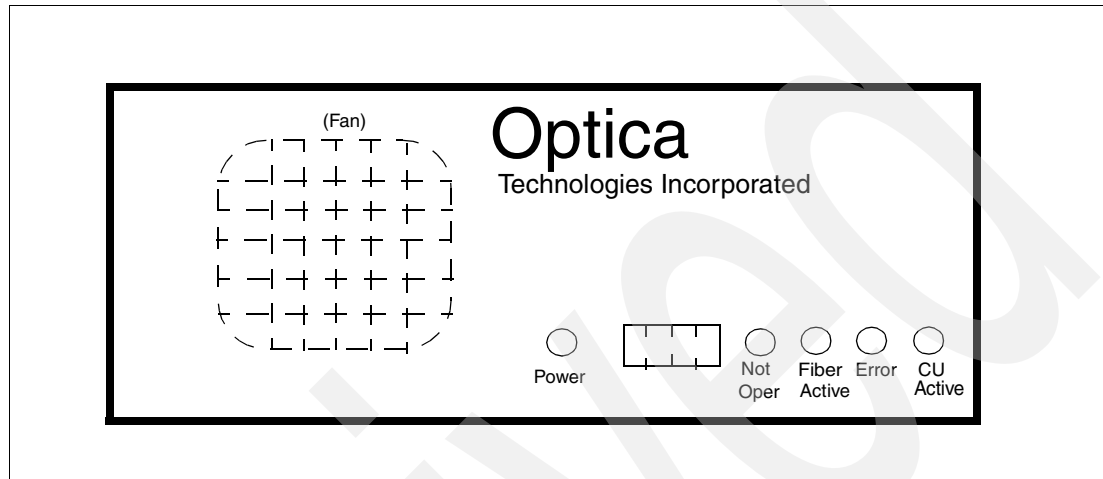 (Fan)
Optica
Technologies Incorporated
Power
Not
Oper
Fiber
Active
Error
CU
Active